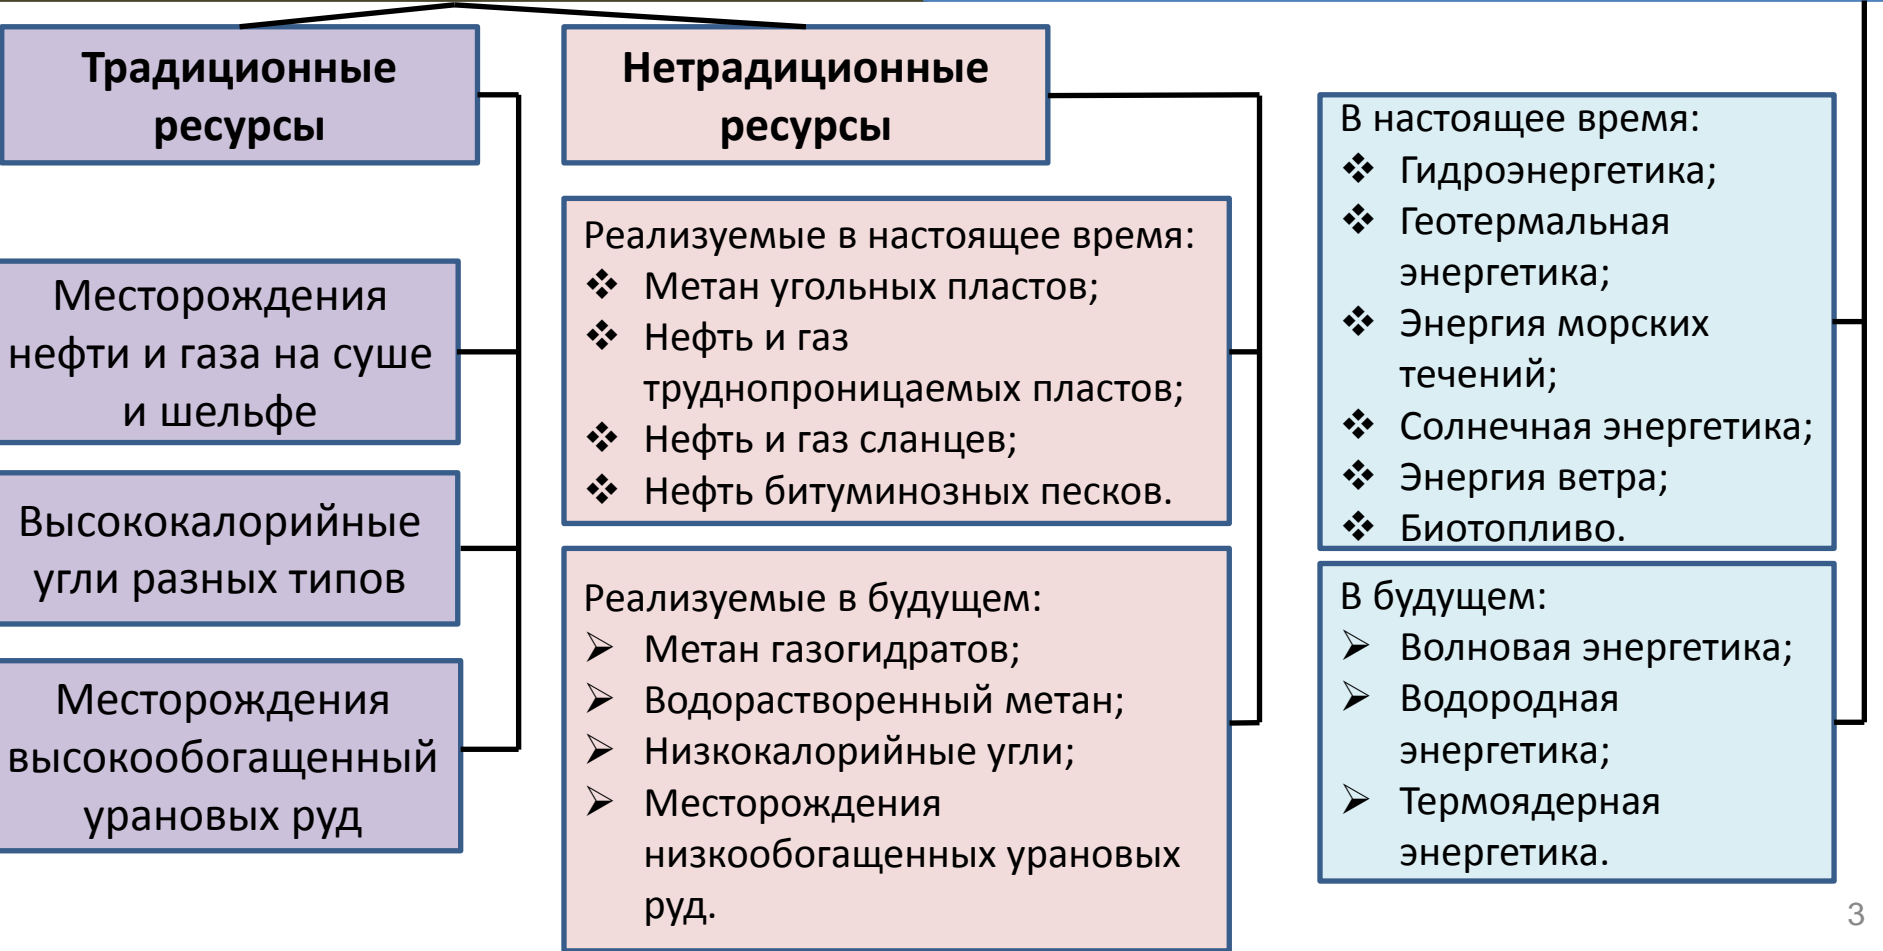 Традиционные
ресурсы
Месторождения
нефти и газа на суше
и шельфе
Высококалорийные
угли разных типов
Месторождения
высокообогащенный
урановых руд
Нетрадиционные
ресурсы
Реализуемые в настоящее время:
❖ Метан угольных пластов;
❖ Нефть и газ
труднопроницаемых пластов;
❖ Нефть и газ сланцев;
❖ Нефть битуминозных песков.
Реализуемые в будущем:
➢ Метан газогидратов;
➢ Водорастворенный метан;
➢ Низкокалорийные угли;
➢ Месторождения
низкообогащенных урановых
руд.
В настоящее время:
❖ Гидроэнергетика;
❖ Геотермальная
энергетика;
❖ Энергия морских
течений;
❖ Солнечная энергетика;
❖ Энергия ветра;
❖ Биотопливо.
В будущем:
➢ Волновая энергетика;
➢ Водородная
энергетика;
➢ Термоядерная
энергетика.
3